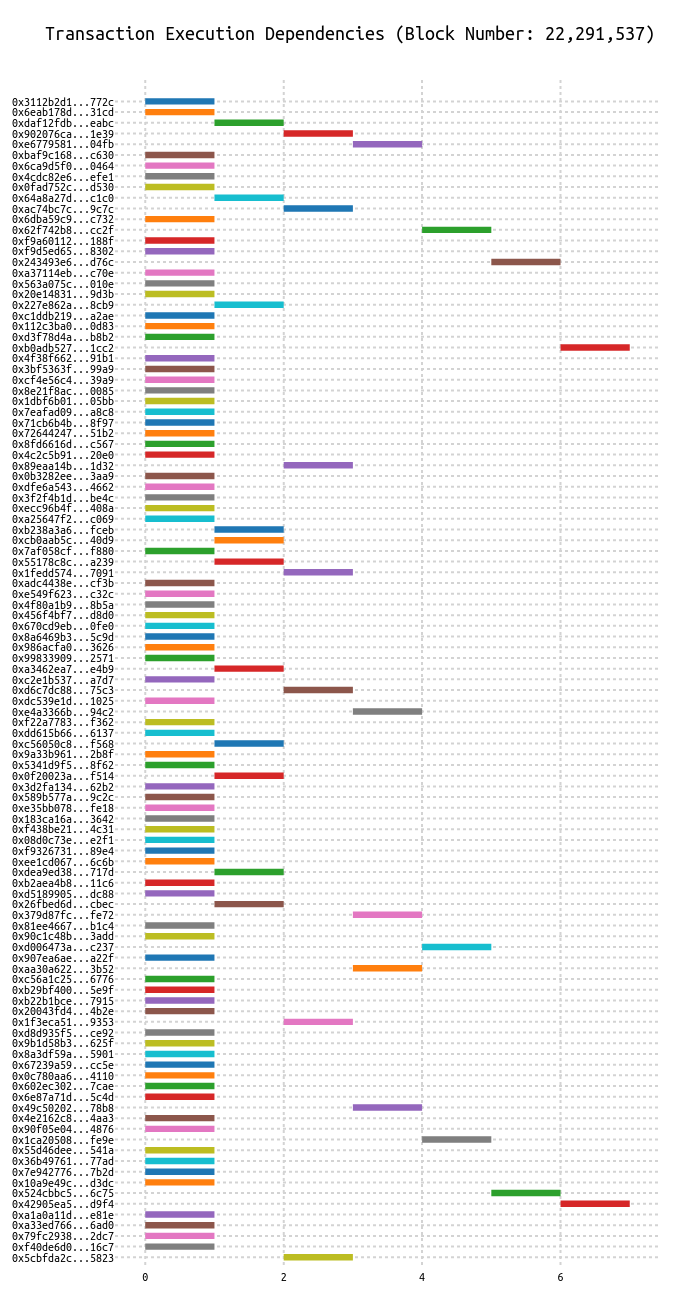 Transaction Execution Dependencies (Block Number: 22,291,537)
0x3112b2d1...772c
0x6eab178d...31cd
0xdaf12fdb...eabc
0x902076ca...1e39
0xe6779581...04fb
0xbaf9c168...c630
0x6ca9d5f0...0464
0x4cdc82e6...efe1
0x0fad752c...d530
0x64a8a27d...c1c0
0xac74bc7c...9c7c
0x6dba59c9...c732
0x62f742b8...cc2f
0xf9a60112...188f
0xf9d5ed65...8302
0x243493e6...d76c
0xa37114eb...c70e
0x563a075c...010e
0x20e14831...9d3b
0x227e862a...8cb9
0xc1ddb219...a2ae
0x112c3ba0...0d83
0xd3f78d4a...b8b2
0xb0adb527...1cc2
0x4f38f662...91b1
0x3bf5363f...99a9
0xcf4e56c4...39a9
0x8e21f8ac...0085
0x1dbf6b01...05bb
0x7eafad09...a8c8
0x71cb6b4b...8f97
0x72644247...51b2
0x8fd6616d...c567
0x4c2c5b91...20e0
0x89eaa14b...1d32
0x0b3282ee...3aa9
0xdfe6a543...4662
0x3f2f4b1d...be4c
0xecc96b4f...408a
0xa25647f2...c069
0xb238a3a6...fceb
0xcb0aab5c...40d9
0x7af058cf...f880
0x55178c8c...a239
0x1fedd574...7091
0xadc4438e...cf3b
0xe549f623...c32c
0x4f80a1b9...8b5a
0x456f4bf7...d8d0
0x670cd9eb...0fe0
0x8a6469b3...5c9d
0x986acfa0...3626
0x99833909...2571
0xa3462ea7...e4b9
0xc2e1b537...a7d7
0xd6c7dc88...75c3
0xdc539e1d...1025
0xe4a3366b...94c2
0xf22a7783...f362
0xdd615b66...6137
0xc56050c8...f568
0x9a33b961...2b8f
0x5341d9f5...8f62
0x0f20023a...f514
0x3d2fa134...62b2
0x589b577a...9c2c
0xe35bb078...fe18
0x183ca16a...3642
0xf438be21...4c31
0x08d0c73e...e2f1
0xf9326731...89e4
0xee1cd067...6c6b
0xdea9ed38...717d
0xb2aea4b8...11c6
0xd5189905...dc88
0x26fbed6d...cbec
0x379d87fc...fe72
0x81ee4667...b1c4
0x90c1c48b...3add
0xd006473a...c237
0x907ea6ae...a22f
0xaa30a622...3b52
0xc56a1c25...6776
0xb29bf400...5e9f
0xb22b1bce...7915
0x20043fd4...4b2e
0x1f3eca51...9353
0xd8d935f5...ce92
0x9b1d58b3...625f
0x8a3df59a...5901
0x67239a59...cc5e
0x0c780aa6...4110
0x602ec302...7cae
0x6e87a71d...5c4d
0x49c50202...78b8
0x4e2162c8...4aa3
0x90f05e04...4876
0x1ca20508...fe9e
0x55d46dee...541a
0x36b49761...77ad
0x7e942776...7b2d
0x10a9e49c...d3dc
0x524cbbc5...6c75
0x42905ea5...d9f4
0xa1a0a11d...e81e
0xa33ed766...6ad0
0x79fc2938...2dc7
0xf40de6d0...16c7
0x5cbfda2c...5823
0 2 4 6